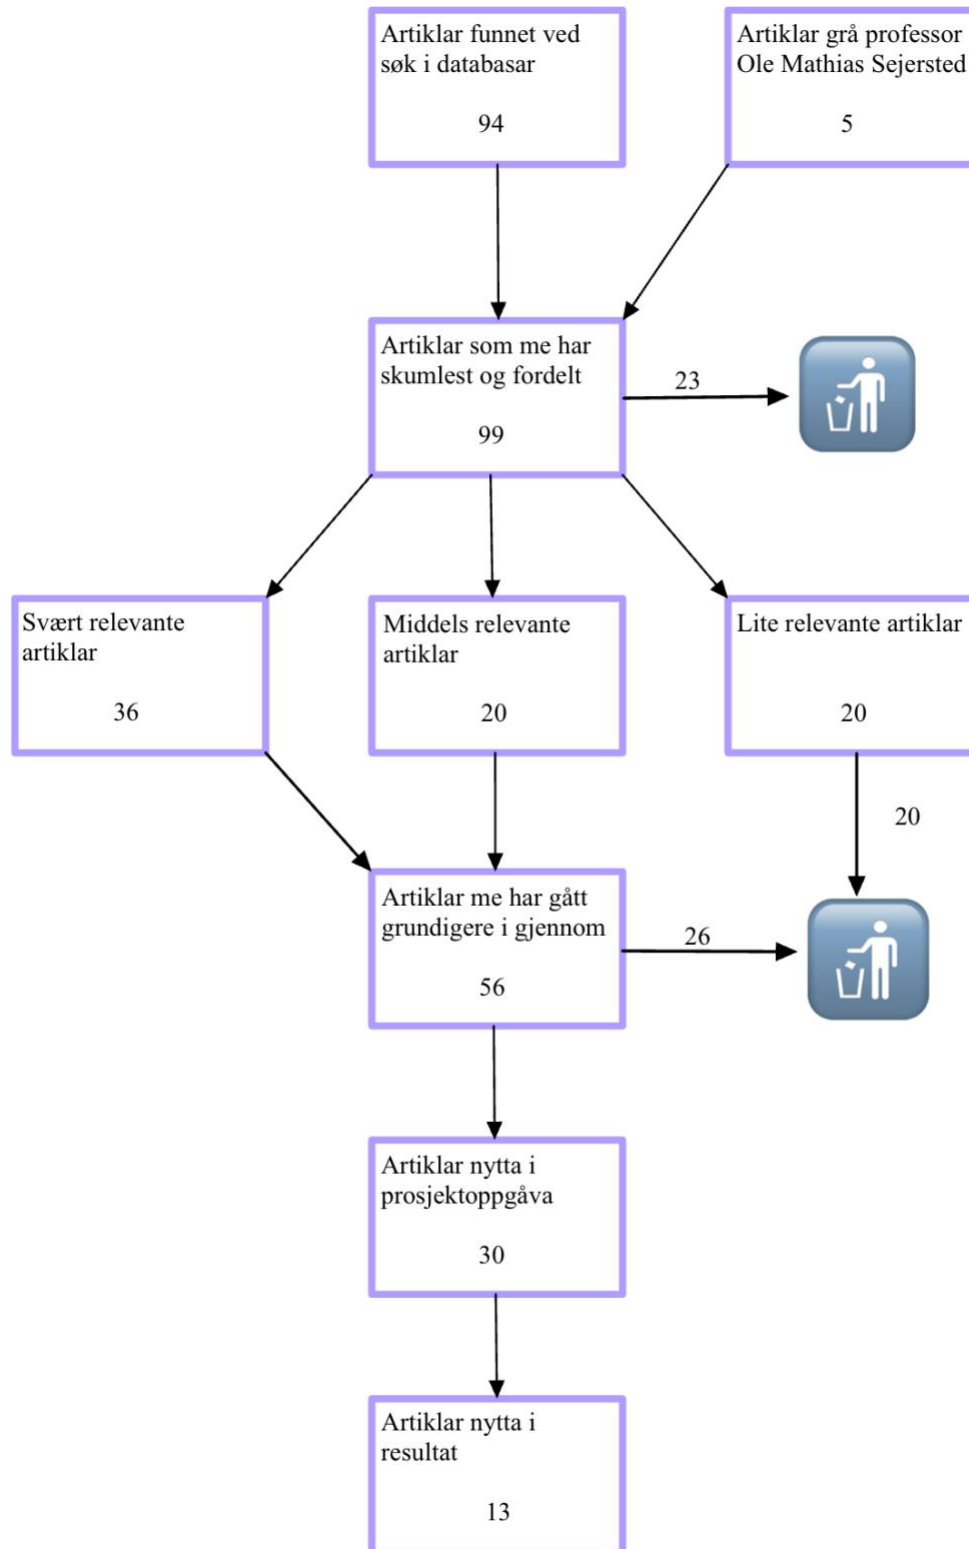 Artiklar funnet ved
søk i databasar
94
Artiklar grå professor
Ole Mathias Sejersted
5
Artiklar som me har
skumlest og fordelt
99
23
Svært relevante
artiklar
36
Middels relevante
artiklar
20
Lite relevante artiklar
20
20
Artiklar me har gått
grundigere i gjennom
56
26
Artiklar nytta i
prosjektoppgåva
30
Artiklar nytta i
resultat
13